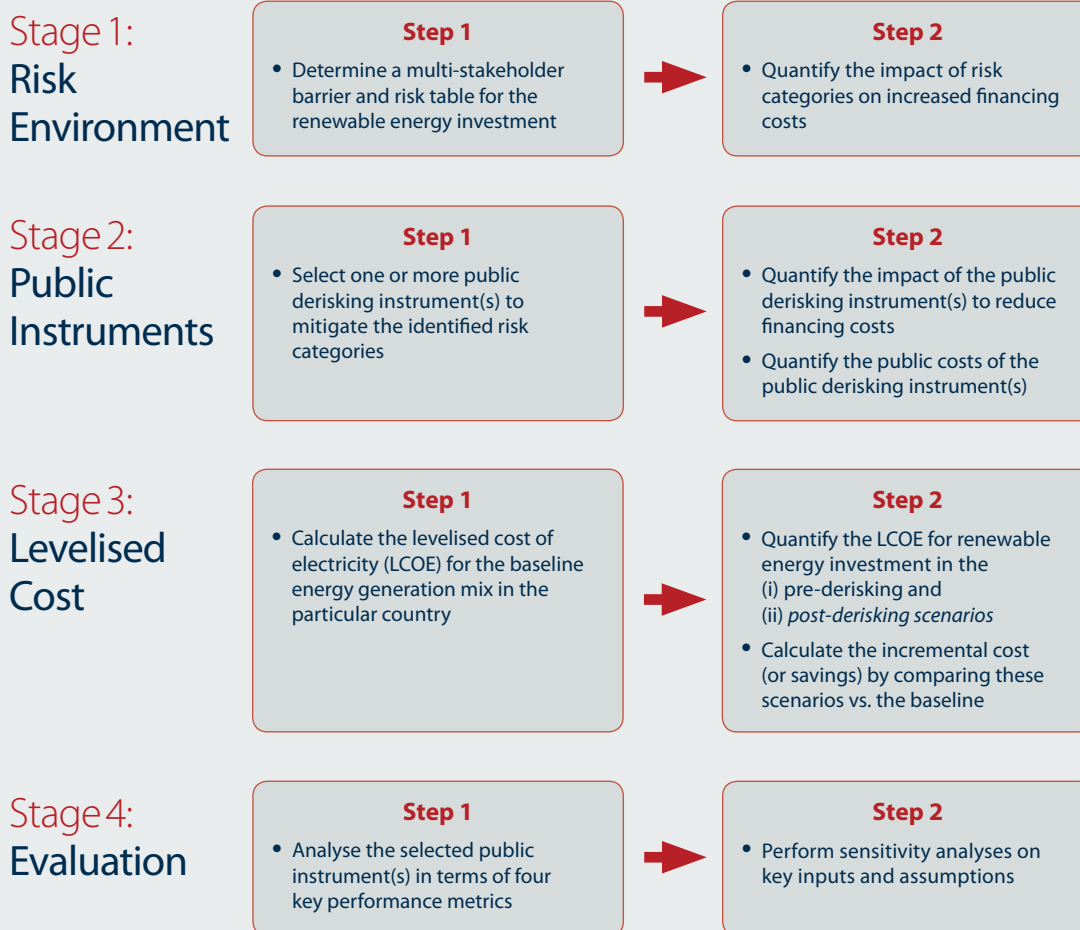 Stage 1:
Risk
Environment
Step 1
• Determine a multi-stakeholder
barrier and risk table for the
renewable energy investment
Step 2
• Quantify the impact of risk
categories on increased financing
costs
Stage 2:
Public
Instruments
Step 1
• Select one or more public
derisking instrument(s) to
mitigate the identified risk
categories
Step 2
• Quantify the impact of the public
derisking instrument(s) to reduce
financing costs
• Quantify the public costs of the
public derisking instrument(s)
Stage 3:
Levelised
Cost
Step 1
• Calculate the levelised cost of
electricity (LCOE) for the baseline
energy generation mix in the
particular country
Step 2
• Quantify the LCOE for renewable
energy investment in the
(i) pre-derisking and
(ii) post-derisking scenarios
• Calculate the incremental cost
(or savings) by comparing these
scenarios vs. the baseline
Stage 4:
Evaluation
Step 1
• Analyse the selected public
instrument(s) in terms of four
key performance metrics
Step 2
• Perform sensitivity analyses on
key inputs and assumptions